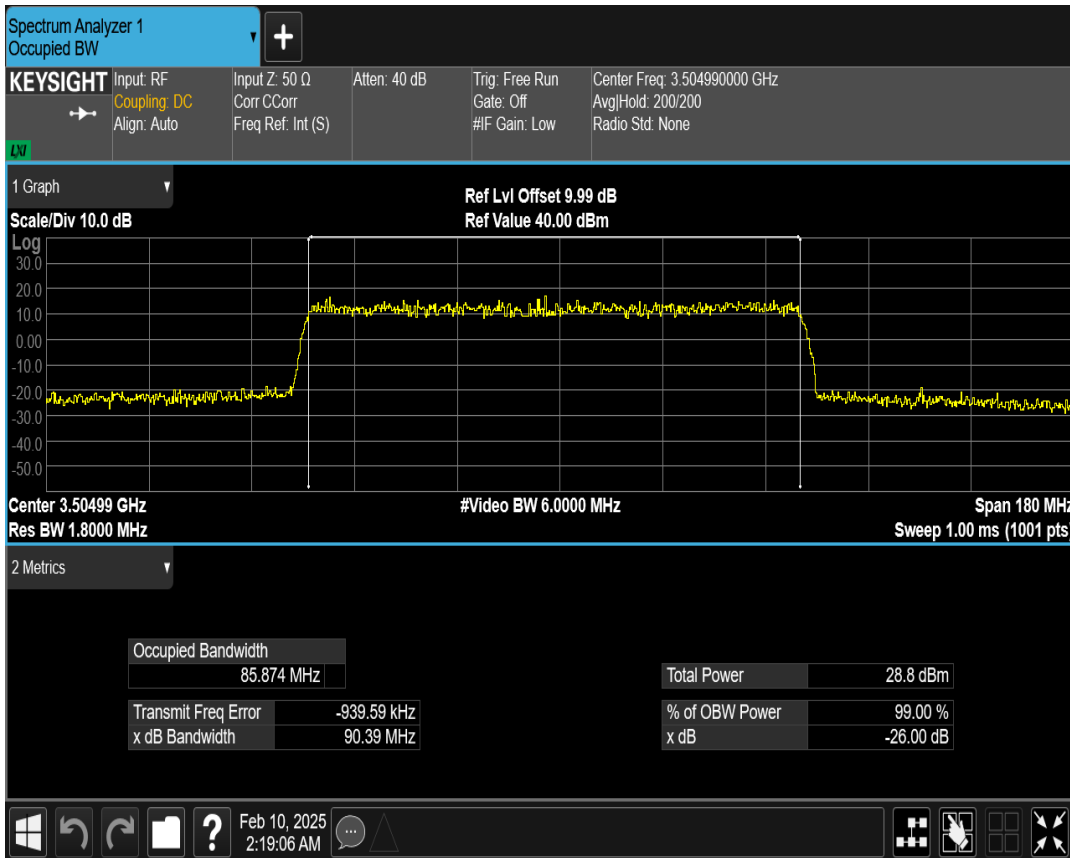 Spectrum Analyzer 1
Occupied BW
▼
+
KEYSIGHT
Input: RF
Coupling: DC
Align: Auto
Input Z: 50 Ω
Corr CCorr
Freq Ref: Int (S)
Atten: 40 dB
Trig: Free Run
Gate: Off
#IF Gain: Low
Center Freq: 3.504990000 GHz
Avg|Hold: 200/200
Radio Std: None
LXI
1 Graph ▼
Ref Lvl Offset 9.99 dB
Scale/Div 10.0 dB
Ref Value 40.00 dBm
Log
30.0
20.0
10.0
0.00
-10.0
-20.0
-30.0
-40.0
-50.0
Center 3.50499 GHz
#Video BW 6.0000 MHz
Span 180 MHz
Res BW 1.8000 MHz
Sweep 1.00 ms (1001 pts)
2 Metrics ▼
Occupied Bandwidth
85.874 MHz
Total Power 28.8 dBm
Transmit Freq Error -939.59 kHz
% of OBW Power 99.00 %
x dB Bandwidth 90.39 MHz
x dB -26.00 dB
?
Feb 10, 2025
2:19:06 AM